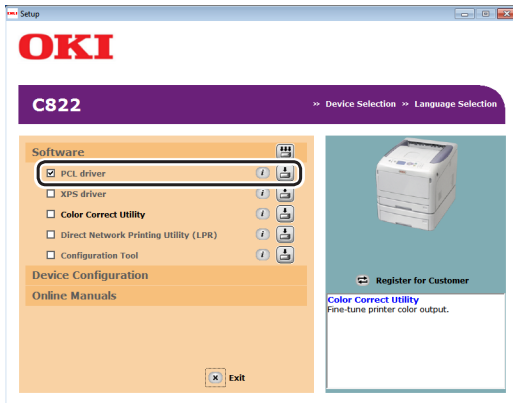 Setup
OKI
C822
» Device Selection » Language Selection
Software
PCL driver
XPS driver
Color Correct Utility
Direct Network Printing Utility (LPR)
Configuration Tool
Device Configuration
Online Manuals
Exit
Register for Customer
Color Correct Utility
Fine-tune printer color output.